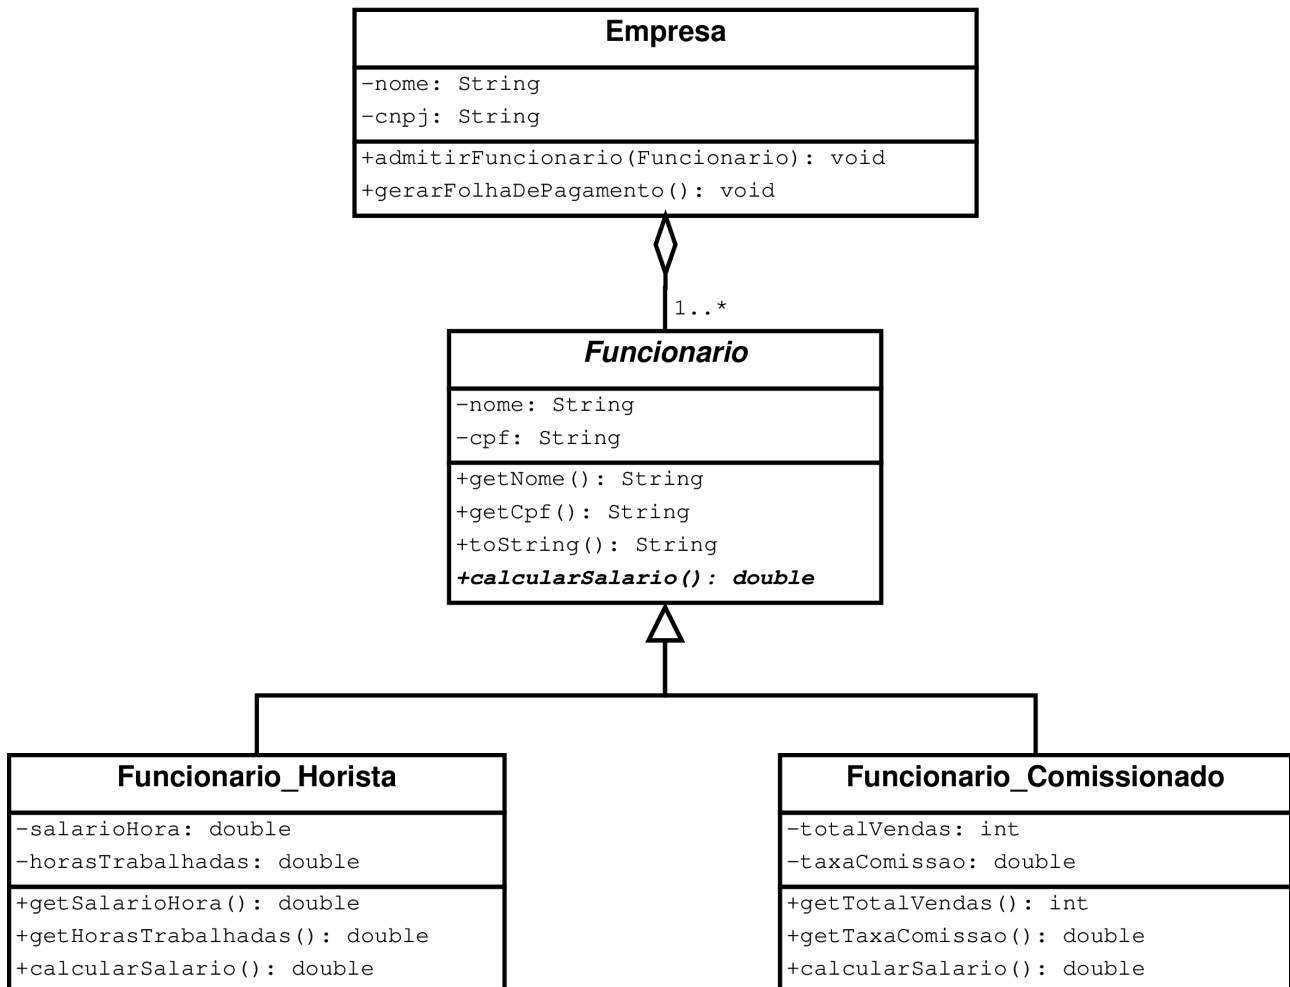 Empresa
-nome: String
-cnpj: String
+admitirFuncionario(Funcionario): void
+gerarFolhaDePagamento(): void
1..*
Funcionario
-nome: String
-cpf: String
+getNome(): String
+getCpf(): String
+toString(): String
+calcularSalario(): double
Funcionario_Horista
-salarioHora: double
-horasTrabalhadas: double
+getSalarioHora(): double
+getHorasTrabalhadas(): double
+calcularSalario(): double
Funcionario_Comissionado
-totalVendas: int
-taxaComissao: double
+getTotalVendas(): int
+getTaxaComissao(): double
+calcularSalario(): double